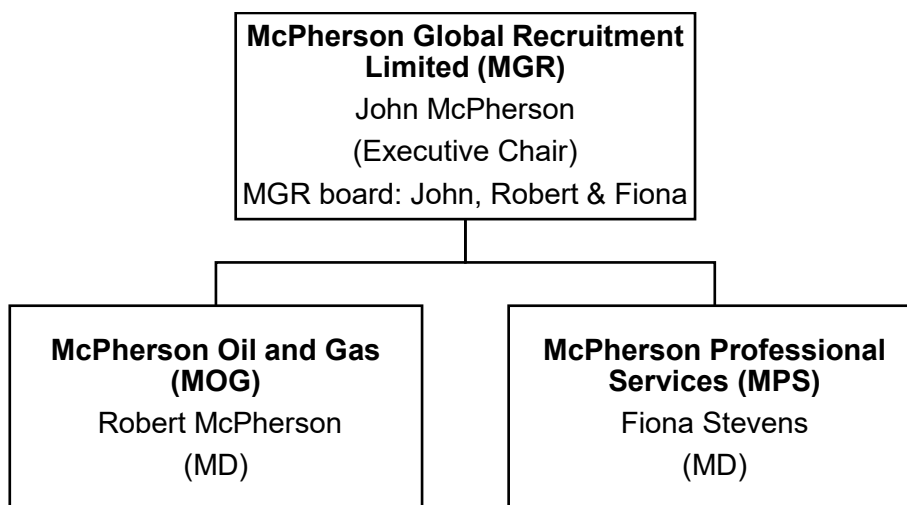 McPherson Global Recruitment
Limited (MGR)
John McPherson
(Executive Chair)
MGR board: John, Robert & Fiona
McPherson Oil and Gas
(MOG)
Robert McPherson
(MD)
McPherson Professional
Services (MPS)
Fiona Stevens
(MD)